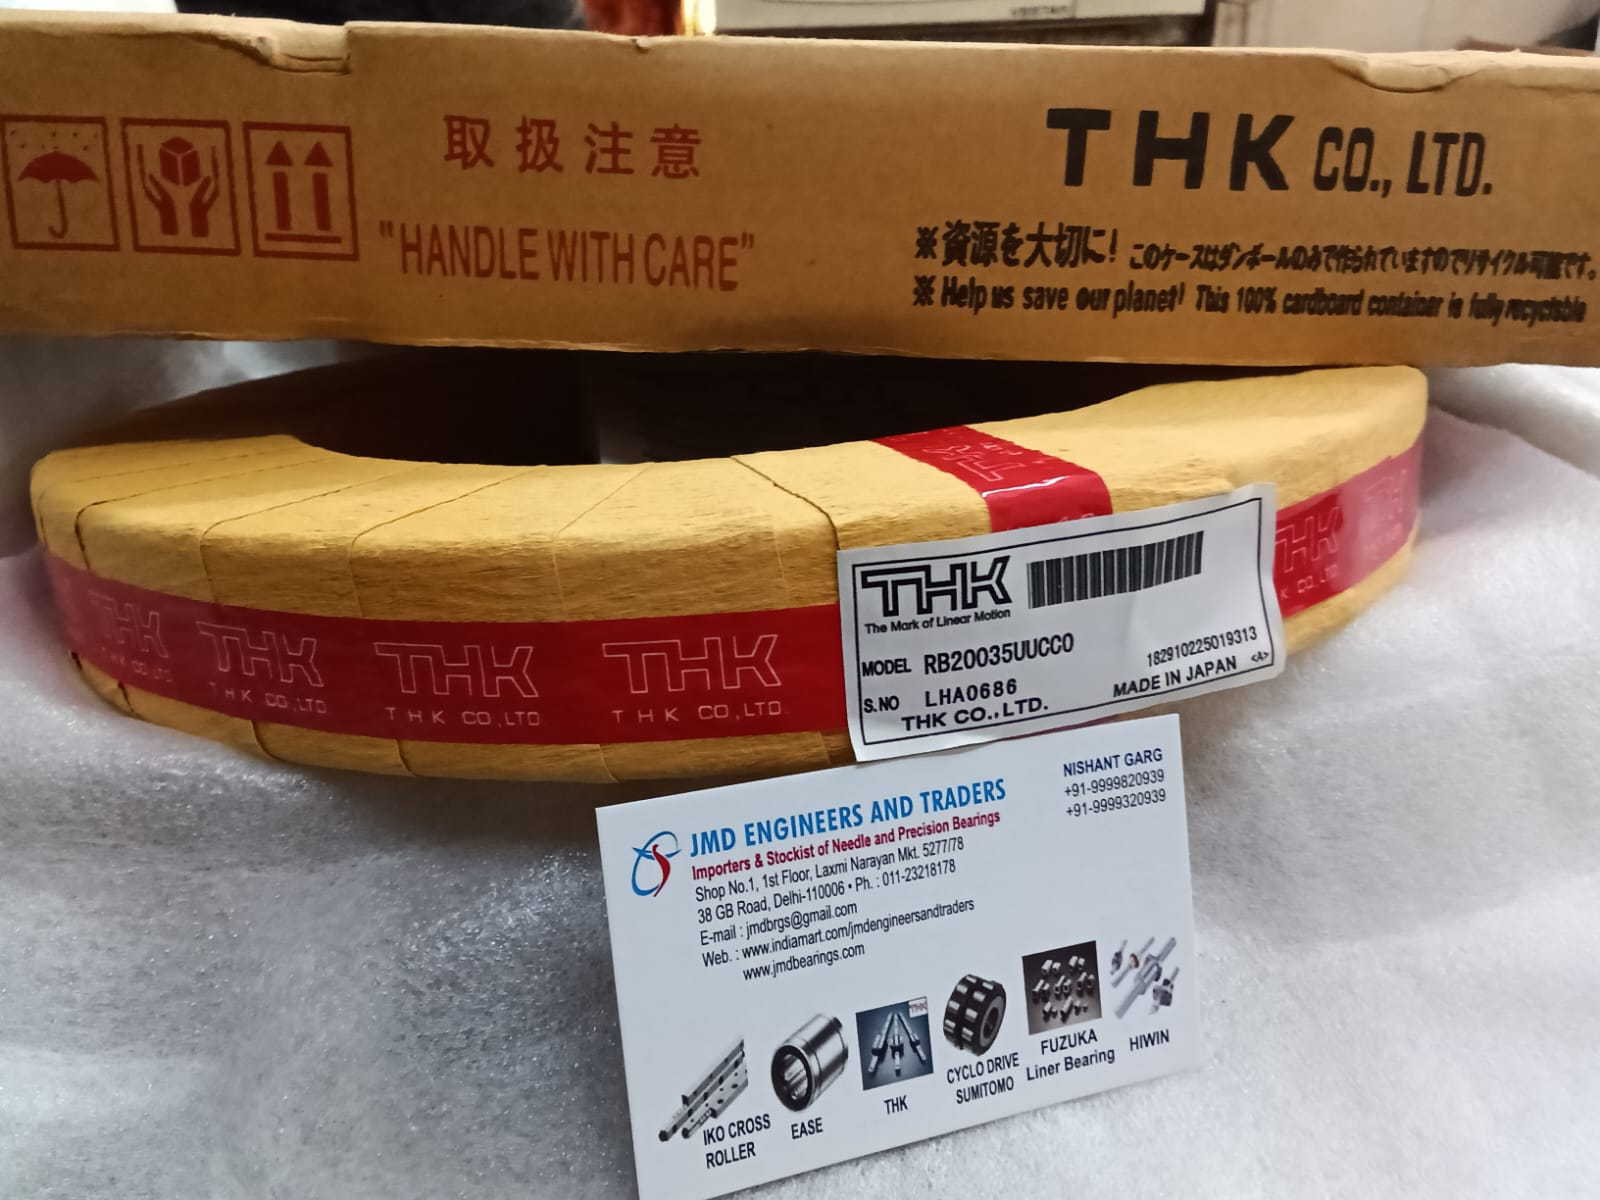 取扱注意
"HANDLE WITH CARE"
THK CO., LTD.
※資源を大切に! このケースはダンボールのみで作られていますのでリサイクル可能です。
※ Help us save our planet! This 100% cardboard container is fully recyclable
THK
THK CO.,LTD.
THK
THK CO.,LTD.
THK
THK CO.,LTD.
THK
THK CO.,LTD.
THK
The Mark of Linear Motion
MODEL RB20035UUCC0
182910225019313
S.NO LHA0686
MADE IN JAPAN <A>
THK CO.,LTD.
THK
K CO.,LTD.
NISHANT GARG
+91-9999820939
+91-9999320939
JMD ENGINEERS AND TRADERS
Importers & Stockist of Needle and Precision Bearings
Shop No.1, 1st Floor, Laxmi Narayan Mkt. 5277/78
38 GB Road, Delhi-110006 • Ph. : 011-23218178
E-mail : jmdbrgs@gmail.com
Web. : www.indiamart.com/jmdengineersandtraders
www.jmdbearings.com
IKO CROSS
ROLLER
EASE
THK
CYCLO DRIVE
SUMITOMO
FUZUKA
Liner Bearing
HIWIN